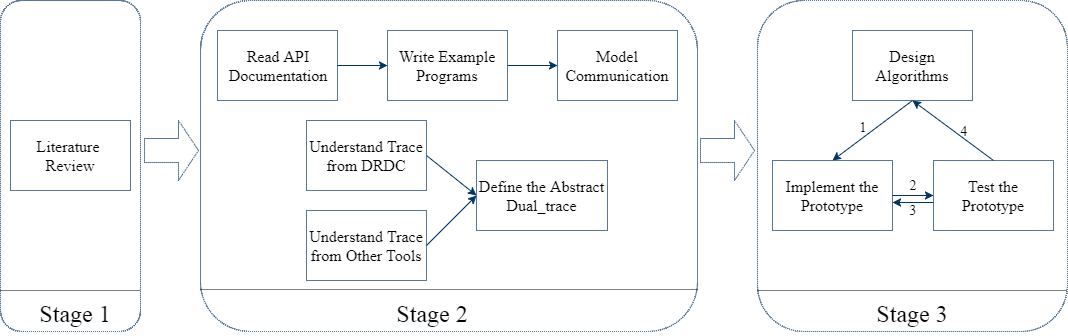 Literature
Review
Stage 1
Read API
Documentation
Write Example
Programs
Model
Communication
Understand Trace
from DRDC
Understand Trace
from Other Tools
Define the Abstract
Dual_trace
Stage 2
Design
Algorithms
1
4
Implement the
Prototype
2
3
Test the
Prototype
Stage 3